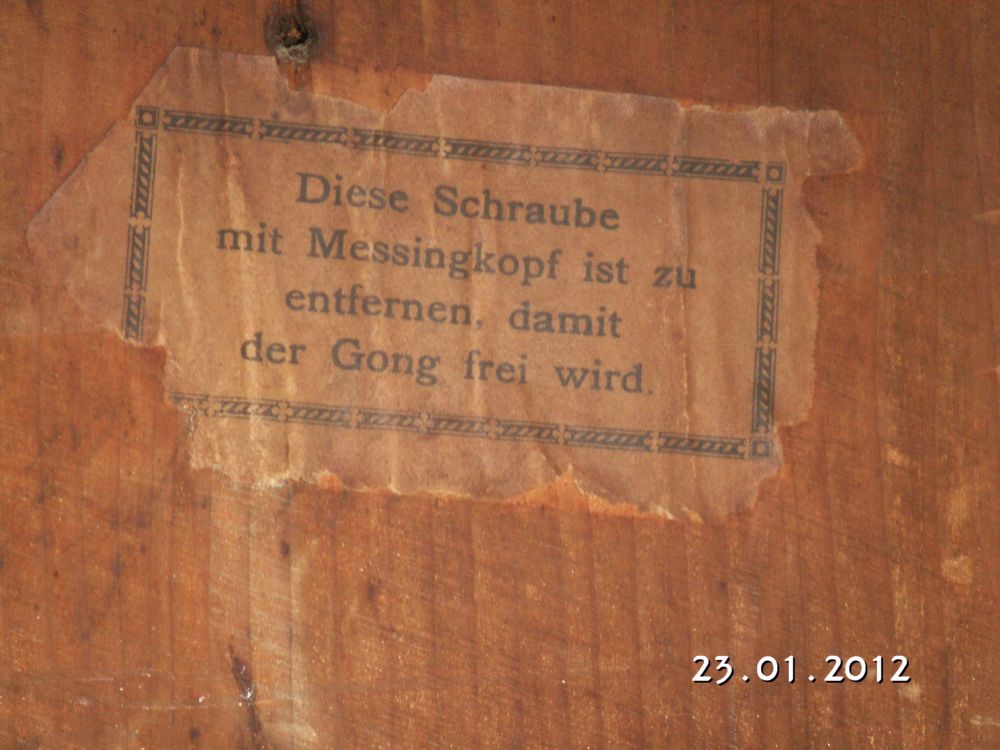 Diese Schraube
mit Messingkopf ist zu
entfernen, damit
der Gong frei wird.
23.01.2012